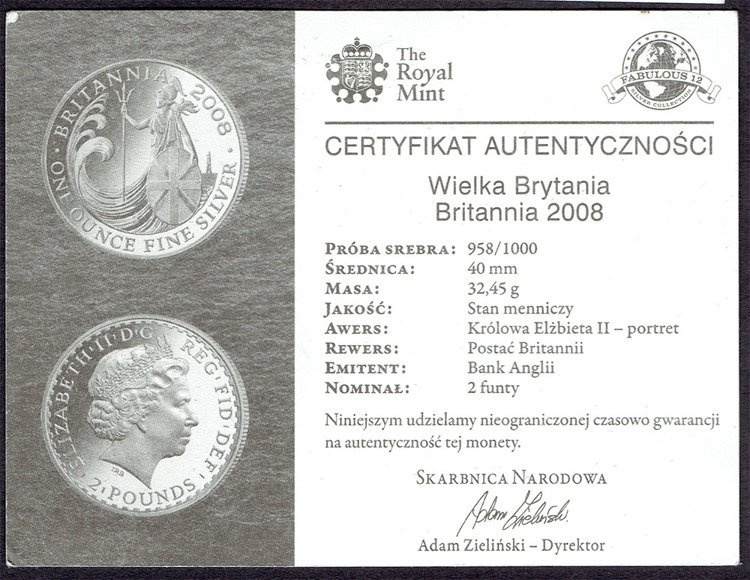 BRITANNIA 2008
ONE OUNCE FINE SILVER
ELIZABETH·II·D·G REG·FID·DEF
2·POUNDS
IRB
The
Royal
Mint
FABULOUS 12
SILVER COLLECTION
CERTYFIKAT AUTENTYCZNOŚCI
Wielka Brytania
Britannia 2008
PRÓBA SREBRA: 958/1000
ŚREDNICA: 40 mm
MASA: 32,45 g
JAKOŚĆ: Stan menniczy
AWERS: Królowa Elżbieta II – portret
REWERS: Postać Britannii
EMITENT: Bank Anglii
NOMINAŁ: 2 funty
Niniejszym udzielamy nieograniczonej czasowo gwarancji
na autentyczność tej monety.
SKARBNICA NARODOWA
Adam Zieliński
Adam Zieliński – Dyrektor